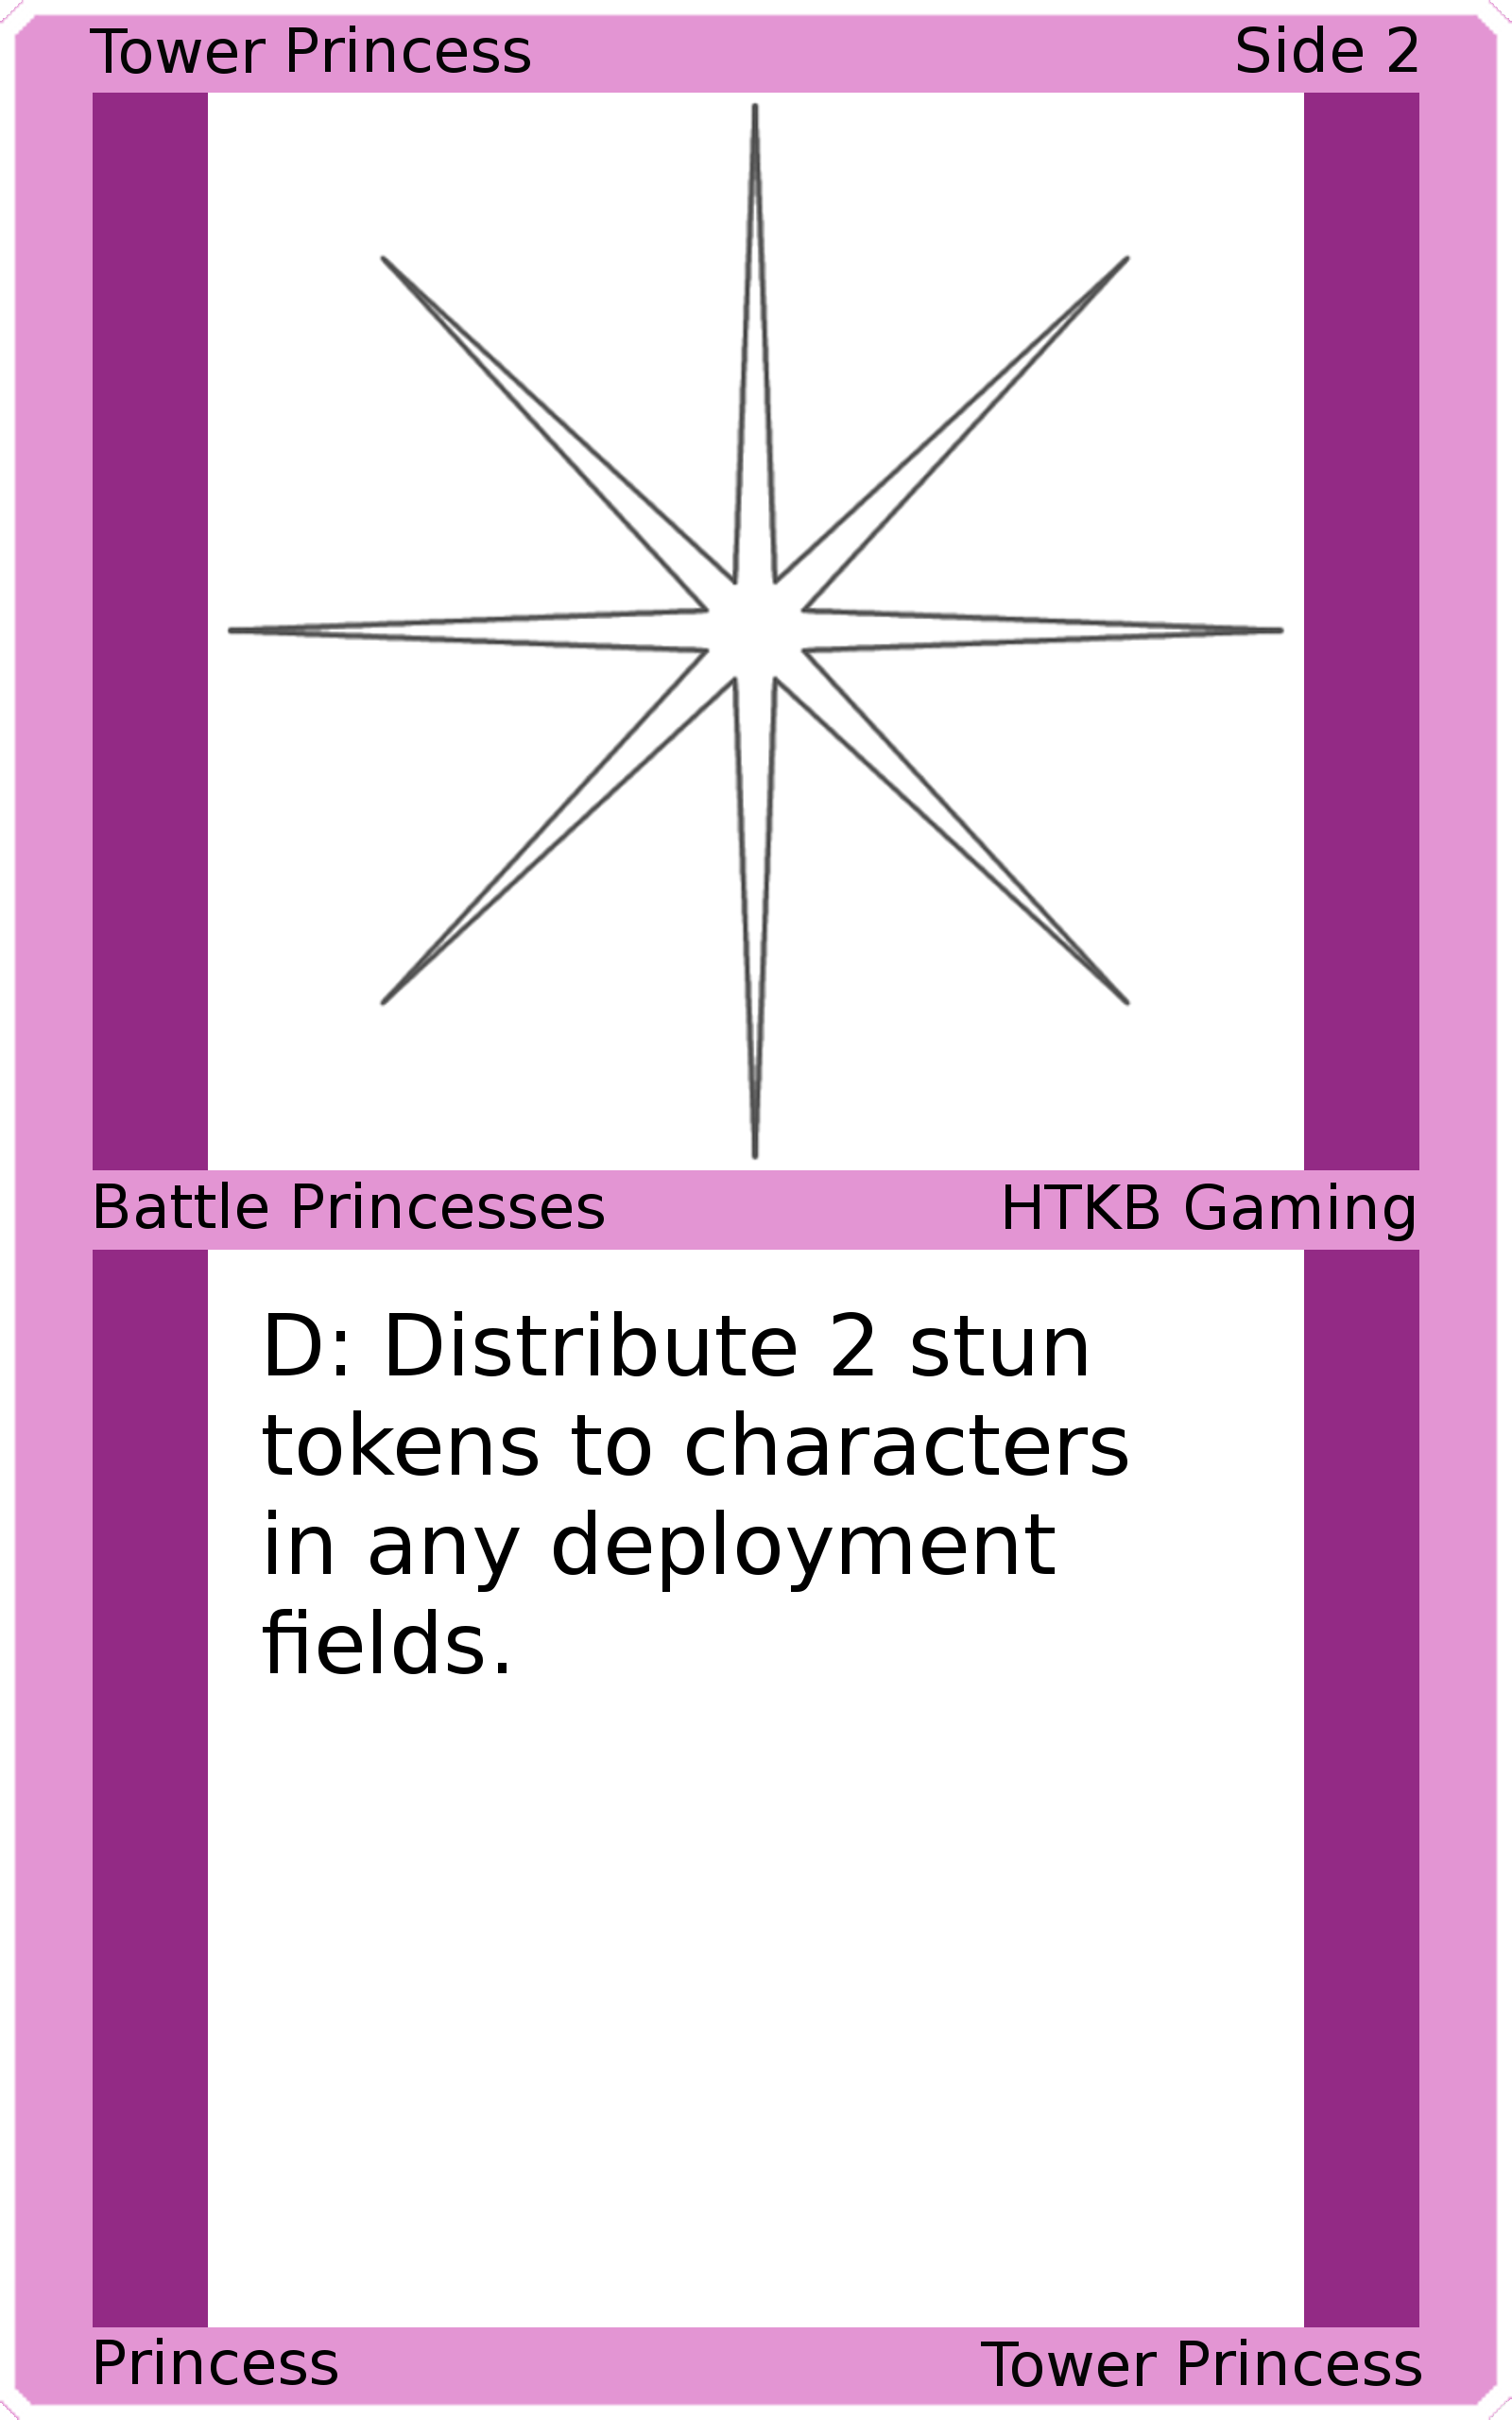 Tower Princess Side 2
Battle Princesses HTKB Gaming
D: Distribute 2 stun
tokens to characters
in any deployment
fields.
Princess Tower Princess